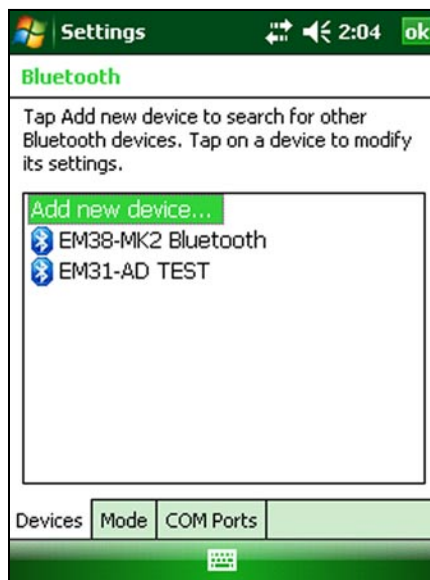 Settings 2:04 ok
Bluetooth
Tap Add new device to search for other
Bluetooth devices. Tap on a device to modify
its settings.
Add new device...
EM38-MK2 Bluetooth
EM31-AD TEST
Devices Mode COM Ports